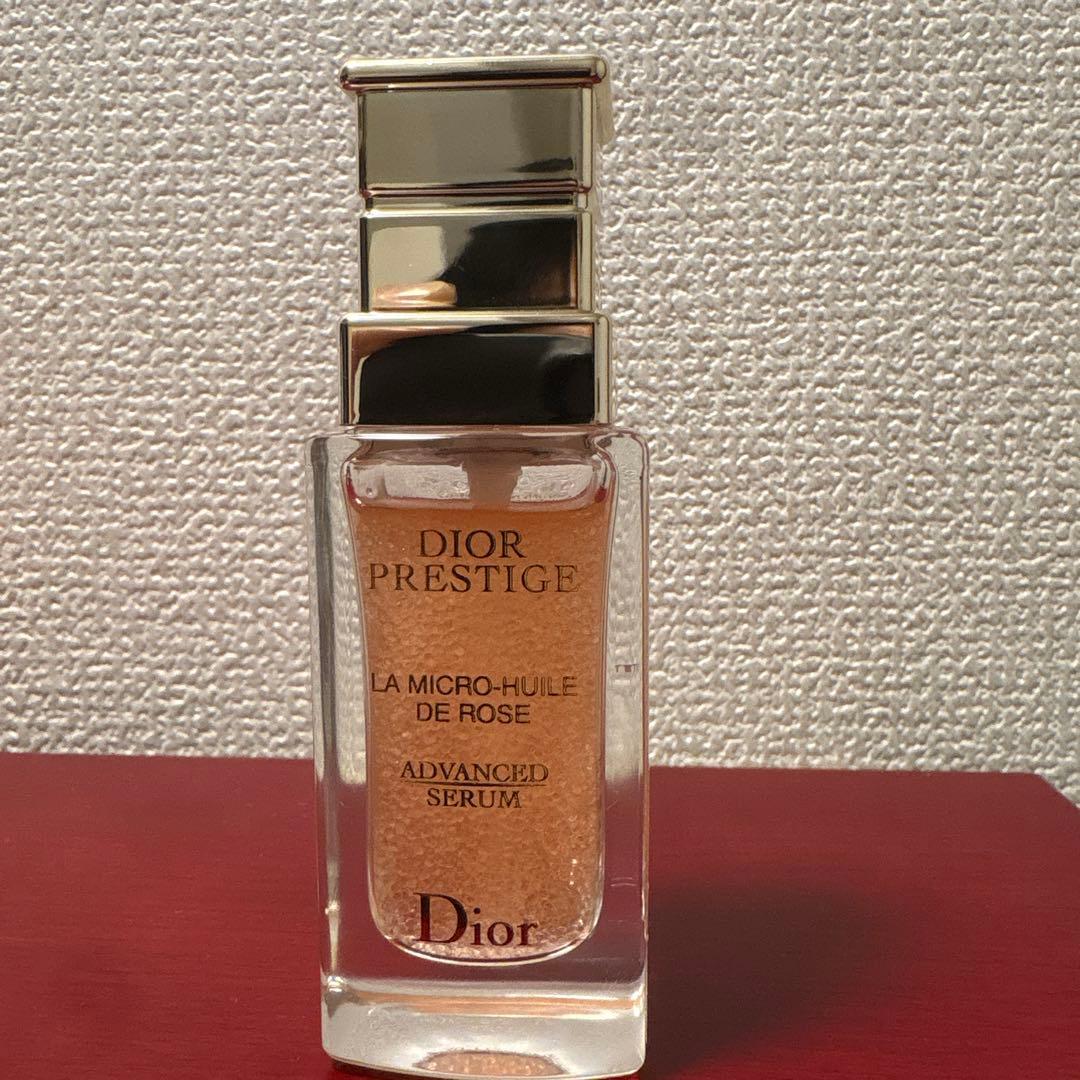 DIOR
PRESTIGE
LA MICRO-HUILE
DE ROSE
ADVANCED
SERUM
Dior